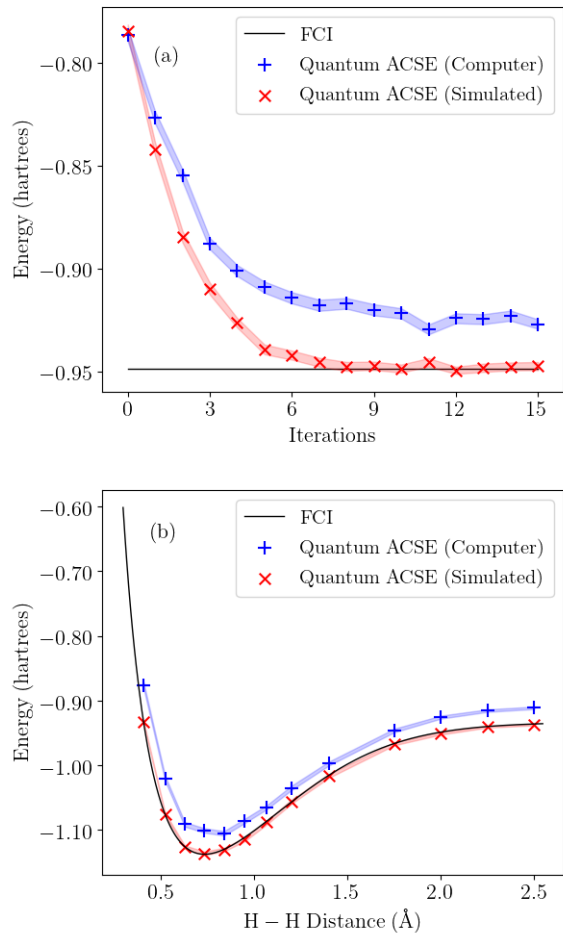 (a)
FCI
Quantum ACSE (Computer)
Quantum ACSE (Simulated)
Energy (hartrees)
−0.80
−0.85
−0.90
−0.95
0 3 6 9 12 15
Iterations
(b)
FCI
Quantum ACSE (Computer)
Quantum ACSE (Simulated)
Energy (hartrees)
−0.60
−0.70
−0.80
−0.90
−1.00
−1.10
0.5 1.0 1.5 2.0 2.5
H − H Distance (Å)